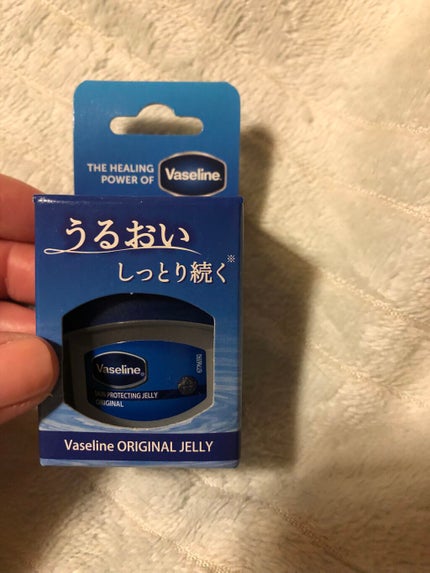 THE HEALING
POWER OF
Vaseline
うるおい
しっとり続く※
Vaseline
SKIN PROTECTING JELLY
ORIGINAL
Vaseline ORIGINAL JELLY